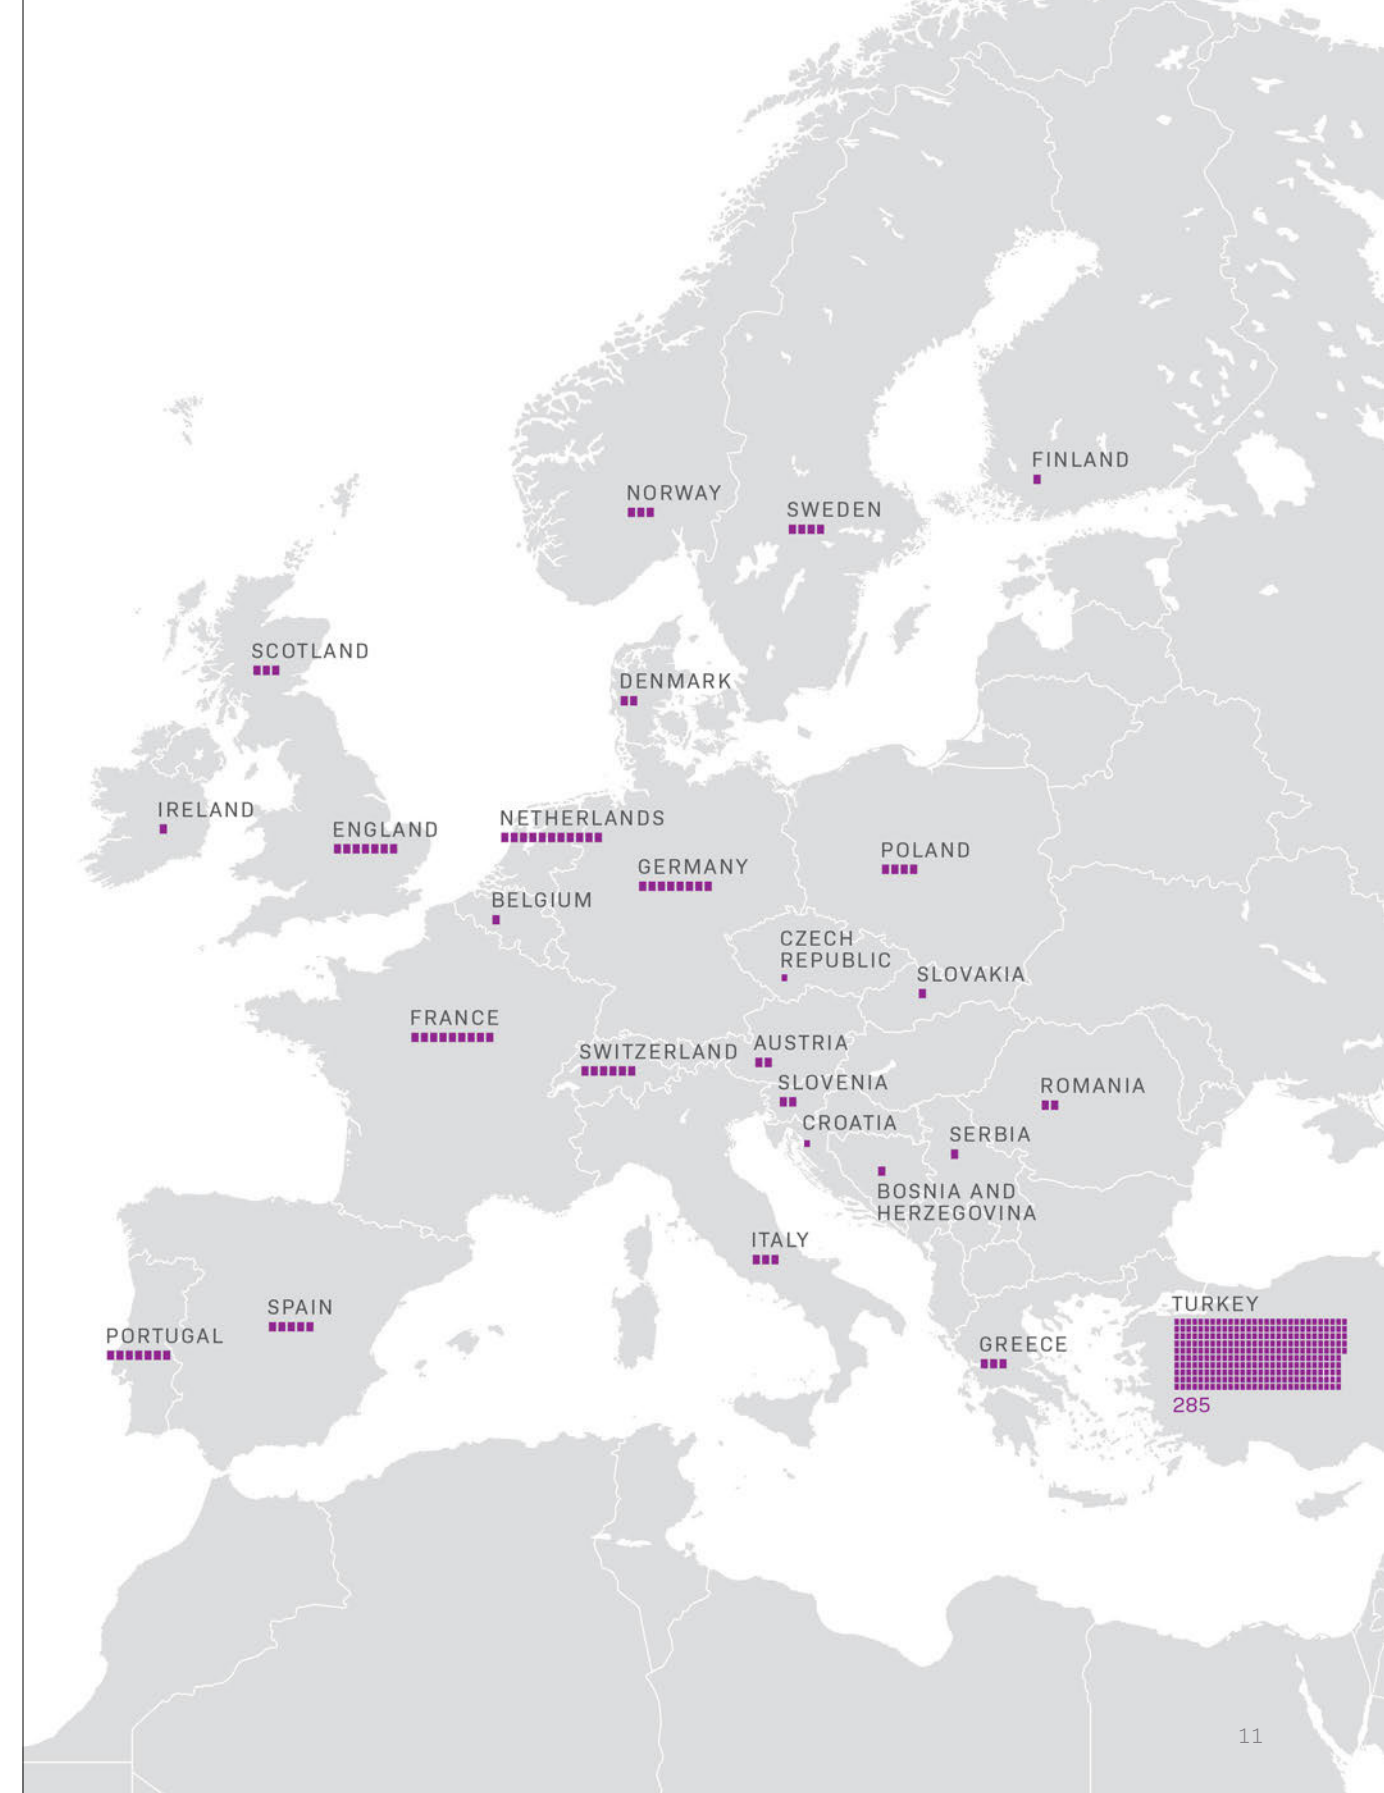 FINLAND
NORWAY
SWEDEN
SCOTLAND
DENMARK
IRELAND
ENGLAND
NETHERLANDS
GERMANY
POLAND
BELGIUM
CZECH
REPUBLIC
SLOVAKIA
FRANCE
SWITZERLAND
AUSTRIA
SLOVENIA
ROMANIA
CROATIA
SERBIA
BOSNIA AND
HERZEGOVINA
ITALY
SPAIN
PORTUGAL
GREECE
TURKEY
285
11